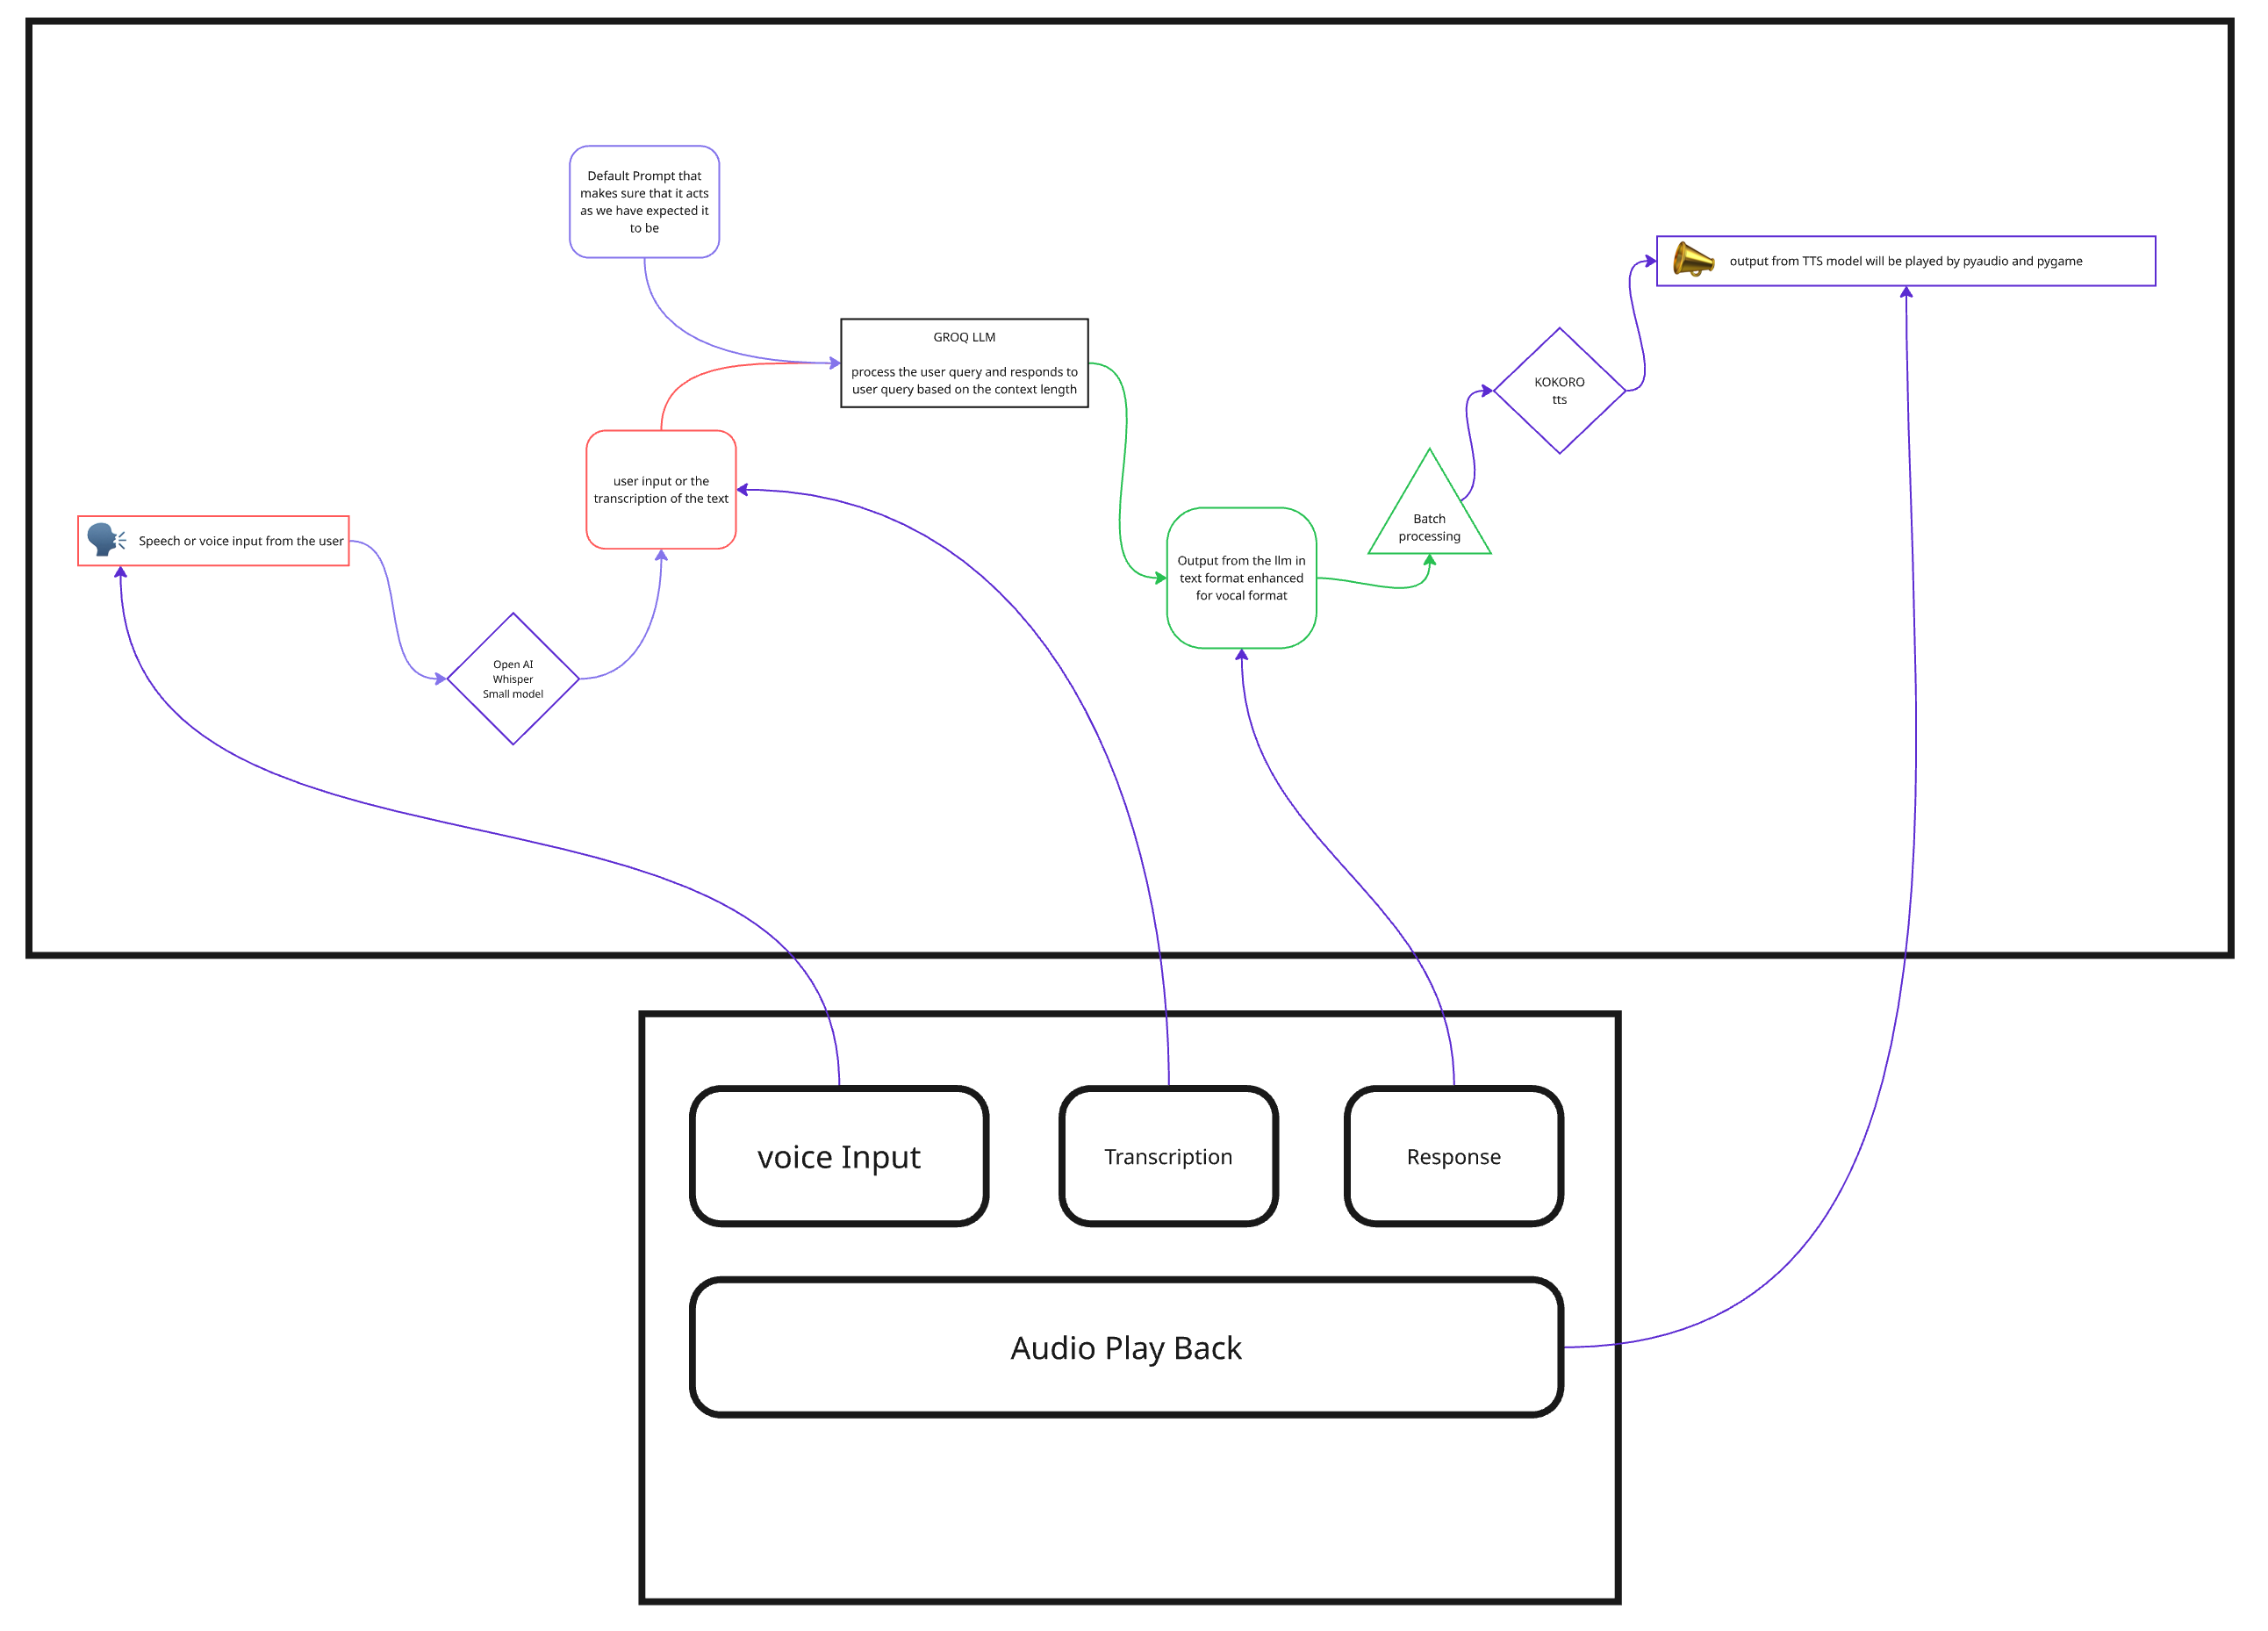 Default Prompt that
makes sure that it acts
as we have expected it
to be
output from TTS model will be played by pyaudio and pygame
GROQ LLM
process the user query and responds to
user query based on the context length
KOKORO
tts
user input or the
transcription of the text
Speech or voice input from the user
Batch
processing
Output from the llm in
text format enhanced
for vocal format
Open AI
Whisper
Small model
voice Input
Transcription
Response
Audio Play Back